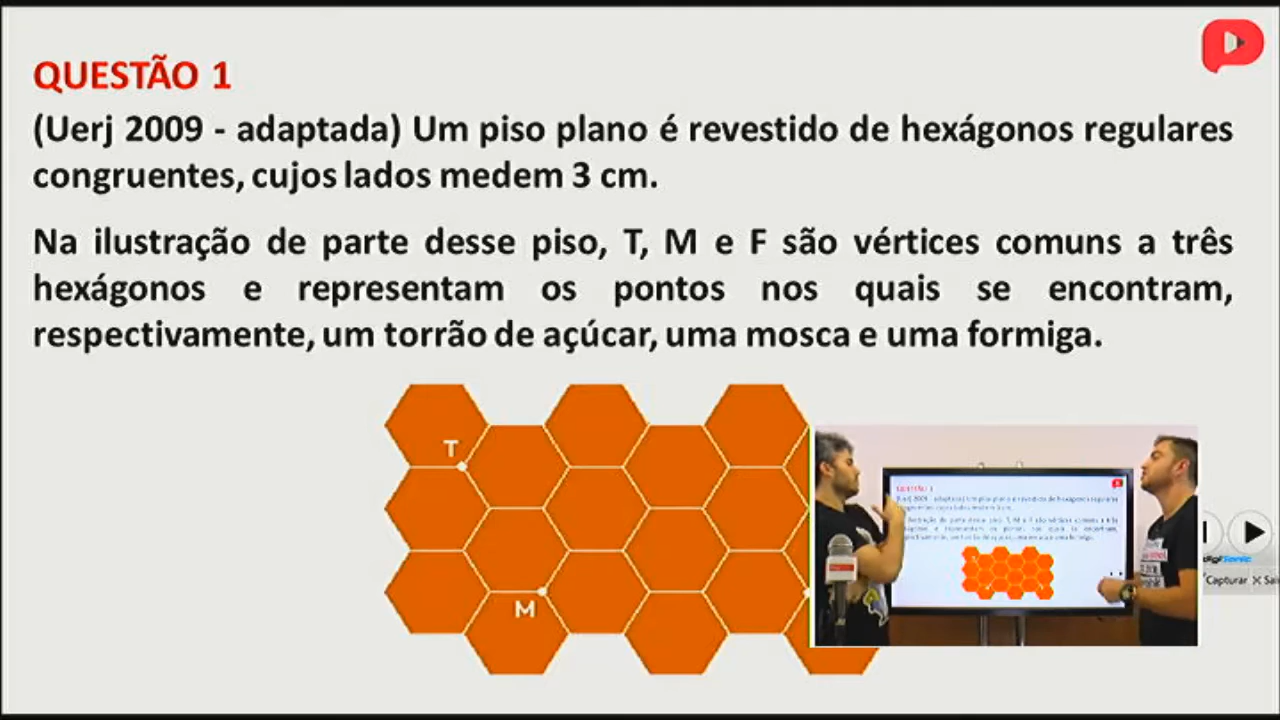 QUESTÃO 1
(Uerj 2009 - adaptada) Um piso plano é revestido de hexágonos regulares
congruentes, cujos lados medem 3 cm.
Na ilustração de parte desse piso, T, M e F são vértices comuns a três
hexágonos e representam os pontos nos quais se encontram,
respectivamente, um torrão de açúcar, uma mosca e uma formiga.
T
M
Capturar